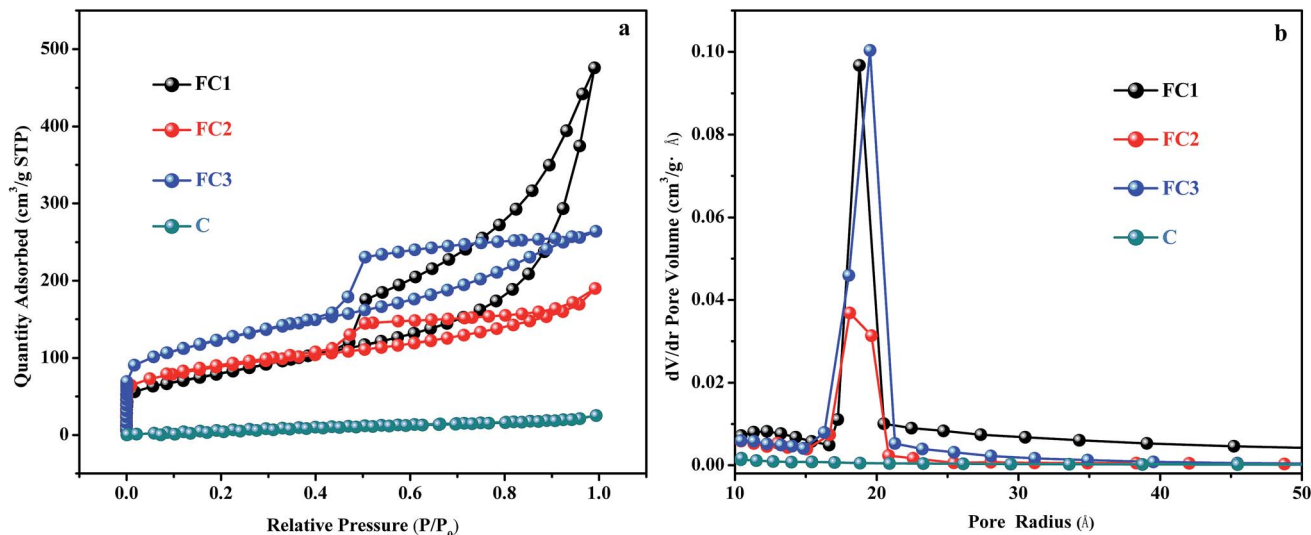 a
500
400
300
200
100
0
Quantity Adsorbed (cm³/g STP)
FC1
FC2
FC3
C
0.0 0.2 0.4 0.6 0.8 1.0
Relative Pressure (P/P₀)
b
0.10
0.08
0.06
0.04
0.02
0.00
dV/dr Pore Volume (cm³/g· Å)
FC1
FC2
FC3
C
10 20 30 40 50
Pore Radius (Å)